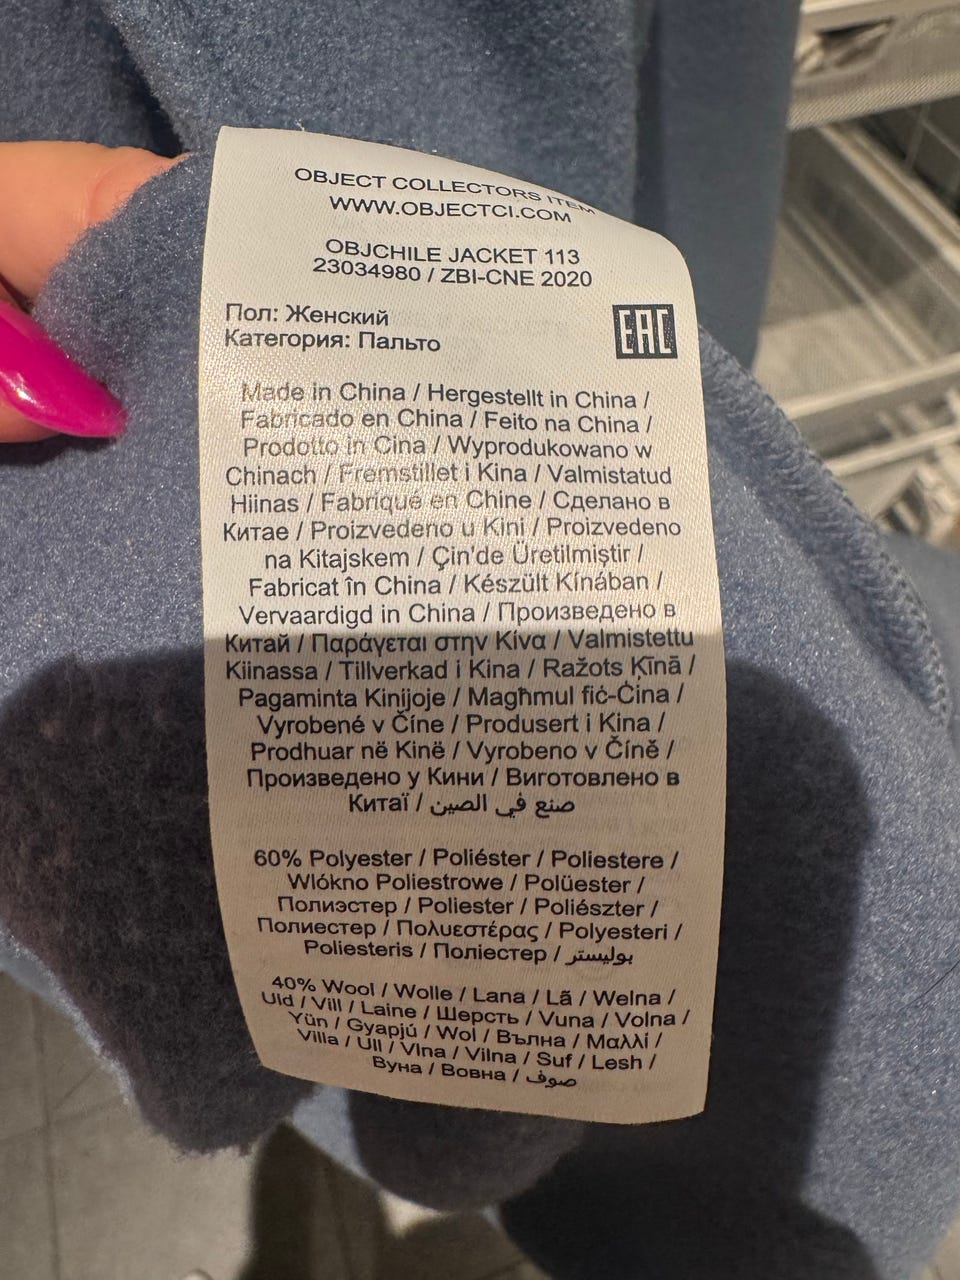 OBJECT COLLECTORS ITEM
WWW.OBJECTCI.COM
OBJCHILE JACKET 113
23034980 / ZBI-CNE 2020
Пол: Женский
Категория: Пальто
EAC
Made in China / Hergestellt in China /
Fabricado en China / Feito na China /
Prodotto in Cina / Wyprodukowano w
Chinach / Fremstillet i Kina / Valmistatud
Hiinas / Fabriqué en Chine / Сделано в
Китае / Proizvedeno u Kini / Proizvedeno
na Kitajskem / Çin'de Üretilmiştir /
Fabricat în China / Készült Kínában /
Vervaardigd in China / Произведено в
Китай / Παράγεται στην Κίνα / Valmistettu
Kiinassa / Tillverkad i Kina / Ražots Ķīnā /
Pagaminta Kinijoje / Magħmul fiċ-Ċina /
Vyrobené v Číne / Produsert i Kina /
Prodhuar në Kinë / Vyrobeno v Číně /
Произведено у Кини / Виготовлено в
Китаї / صنع في الصين
60% Polyester / Poliéster / Poliestere /
Wlókno Poliestrowe / Polüester /
Полиэстер / Poliester / Poliészter /
Полиестер / Πολυεστέρας / Polyesteri /
Poliesteris / Поліестер / بوليستر
40% Wool / Wolle / Lana / Lã / Welna /
Uld / Vill / Laine / Шерсть / Vuna / Volna /
Yün / Gyapjú / Wol / Вълна / Μαλλί /
Villa / Ull / Vlna / Vilna / Suf / Lesh /
Вуна / Вовна / صوف